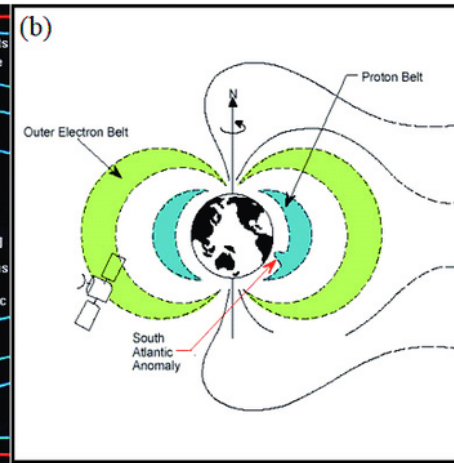 (b)
N
Proton Belt
Outer Electron Belt
South
Atlantic
Anomaly